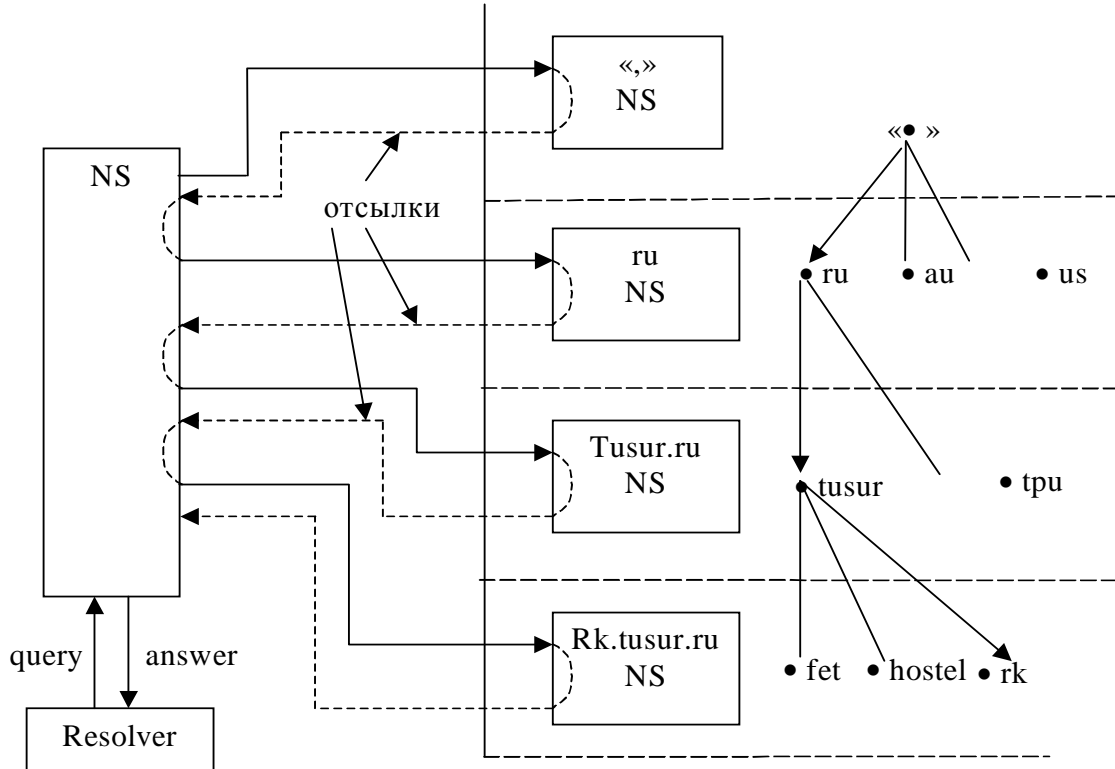 «,»
NS
« • »
NS
отсылки
ru
NS
• ru
• au
• us
Tusur.ru
NS
• tusur
• tpu
Rk.tusur.ru
NS
• fet
• hostel
• rk
query
answer
Resolver